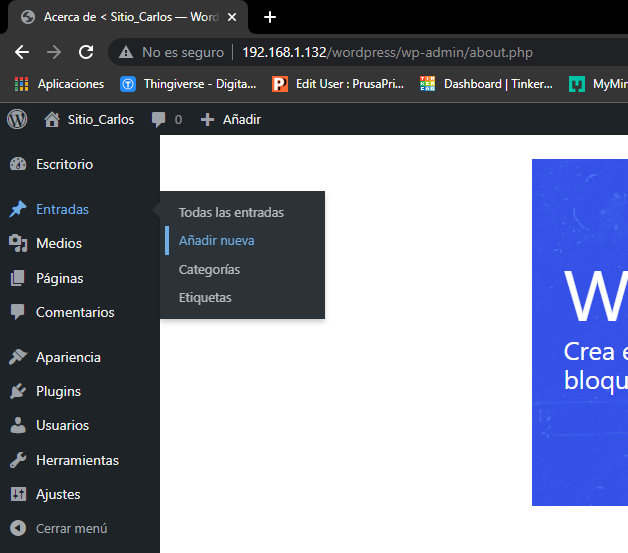 Acerca de < Sitio_Carlos — Word
No es seguro | 192.168.1.132/wordpress/wp-admin/about.php
Aplicaciones Thingiverse - Digita... Edit User : PrusaPri... Dashboard | Tinker... MyMin
Sitio_Carlos 0 + Añadir
Escritorio
Entradas
Todas las entradas
Añadir nueva
Categorías
Etiquetas
Medios
Páginas
Comentarios
Apariencia
Plugins
Usuarios
Herramientas
Ajustes
Cerrar menú
W
Crea e
bloqu